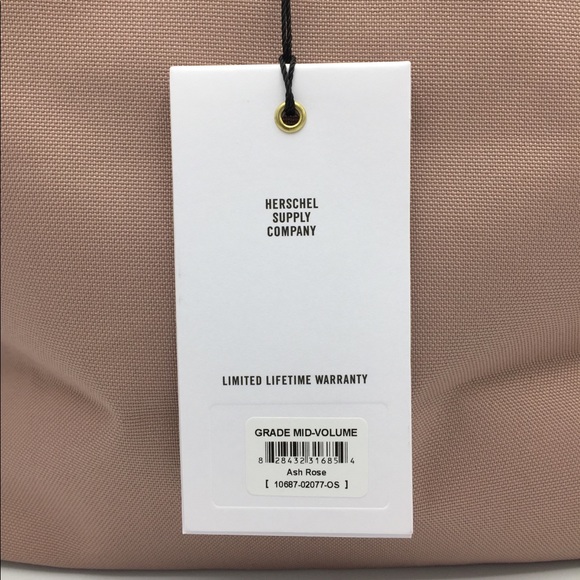 HERSCHEL
SUPPLY
COMPANY
LIMITED LIFETIME WARRANTY
GRADE MID-VOLUME
8 28432 31685 4
Ash Rose
[ 10687-02077-OS ]